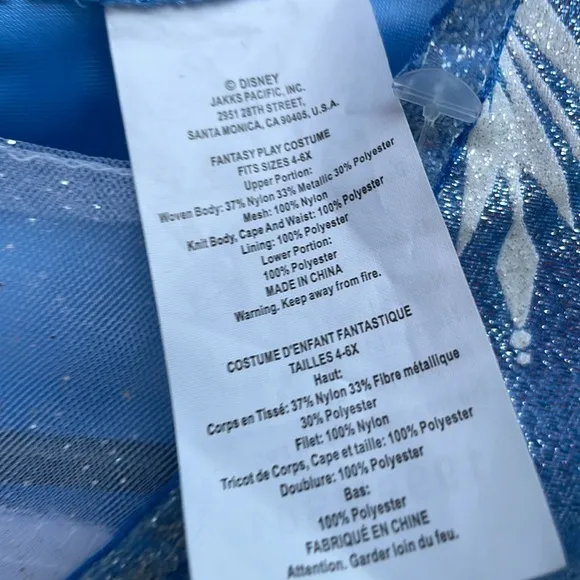 © DISNEY
JAKKS PACIFIC, INC.
2951 28TH STREET,
SANTA MONICA, CA 90405, U.S.A.
FANTASY PLAY COSTUME
FITS SIZES 4-6X
Upper Portion:
Woven Body: 37% Nylon 33% Metallic 30% Polyester
Mesh: 100% Nylon
Knit Body, Cape And Waist: 100% Polyester
Lining: 100% Polyester
Lower Portion:
100% Polyester
MADE IN CHINA
Warning. Keep away from fire.
COSTUME D'ENFANT FANTASTIQUE
TAILLES 4-6X
Haut:
Corps en Tissé: 37% Nylon 33% Fibre métallique
30% Polyester
Filet: 100% Nylon
Tricot de Corps, Cape et taille: 100% Polyester
Doublure: 100% Polyester
Bas:
100% Polyester
FABRIQUÉ EN CHINE
Attention. Garder loin du feu.